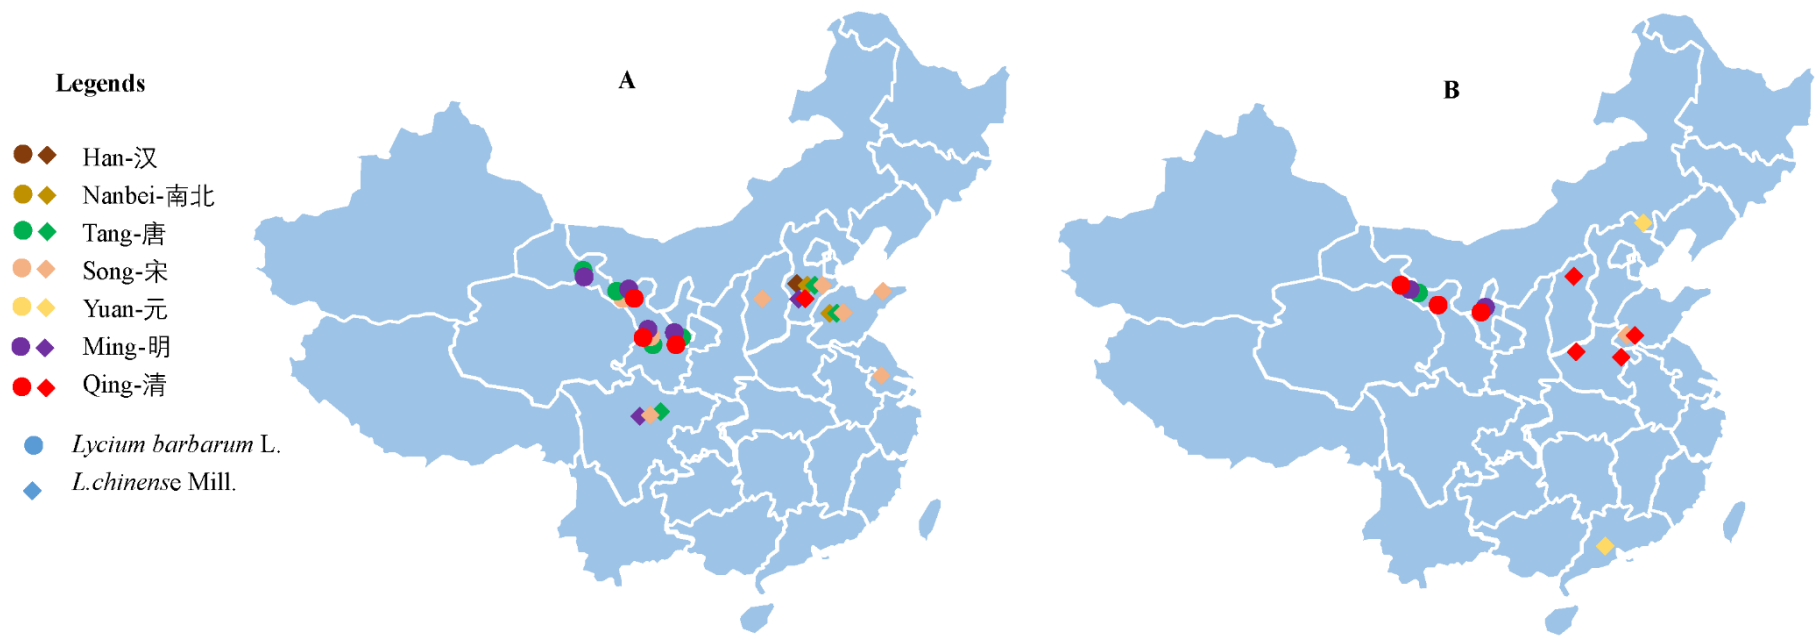 Legends
Han-汉
Nanbei-南北
Tang-唐
Song-宋
Yuan-元
Ming-明
Qing-清
Lycium barbarum L.
L.chinense Mill.
A
B